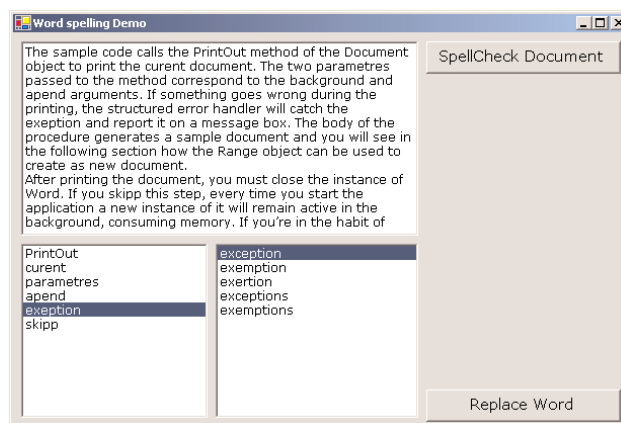 Word spelling Demo
The sample code calls the PrintOut method of the Document
object to print the curent document. The two parametres
passed to the method correspond to the background and
apend arguments. If something goes wrong during the
printing, the structured error handler will catch the
exeption and report it on a message box. The body of the
procedure generates a sample document and you will see in
the following section how the Range object can be used to
create as new document.
After printing the document, you must close the instance of
Word. If you skipp this step, every time you start the
application a new instance of it will remain active in the
background, consuming memory. If you're in the habit of
SpellCheck Document
PrintOut
curent
parametres
apend
exeption
skipp
exception
exemption
exertion
exceptions
exemptions
Replace Word